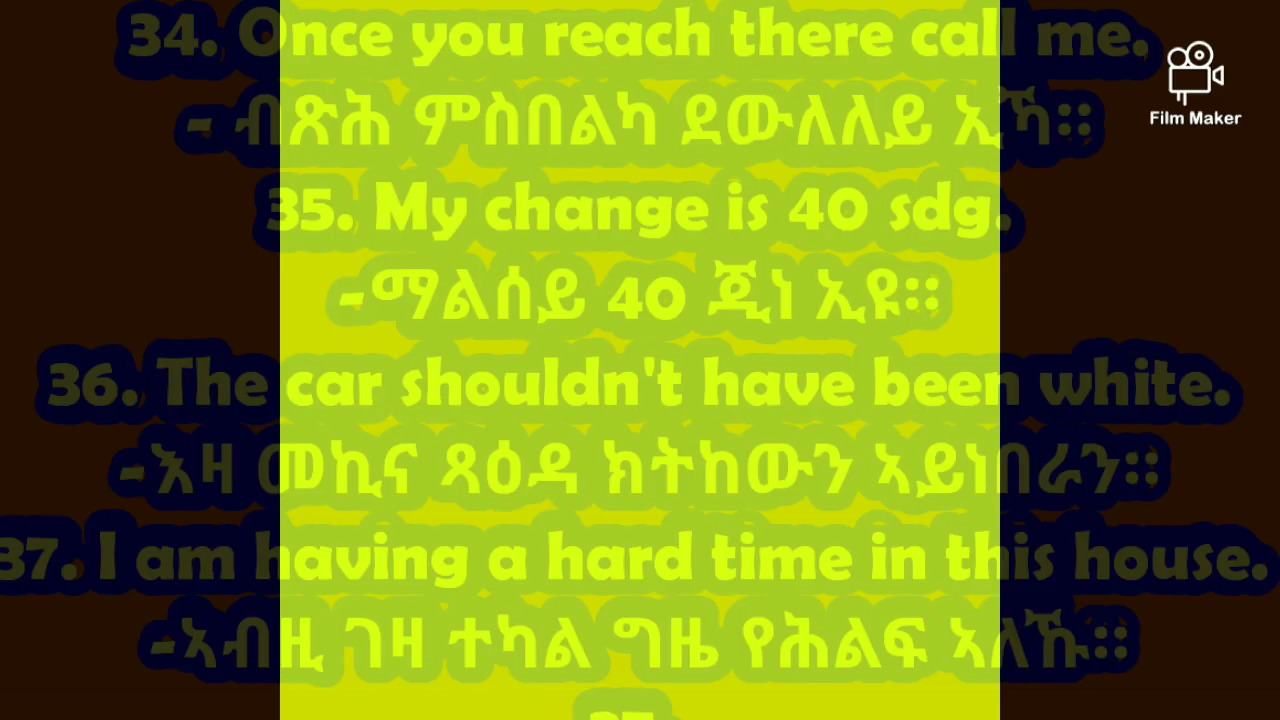 34. Once you reach there call me.
Film Maker
- ብጽሕ ምስበልካ ደውለለይ ኢኻ።
35. My change is 40 sdg.
-ማልሰይ 40 ጂነ ኢዩ።
36. The car shouldn't have been white.
-እዛ መኪና ጻዕዳ ክትከውን ኣይነበራን።
37. I am having a hard time in this house.
-ኣብዚ ገዛ ተካል ግዜ የሕልፍ ኣለኹ።